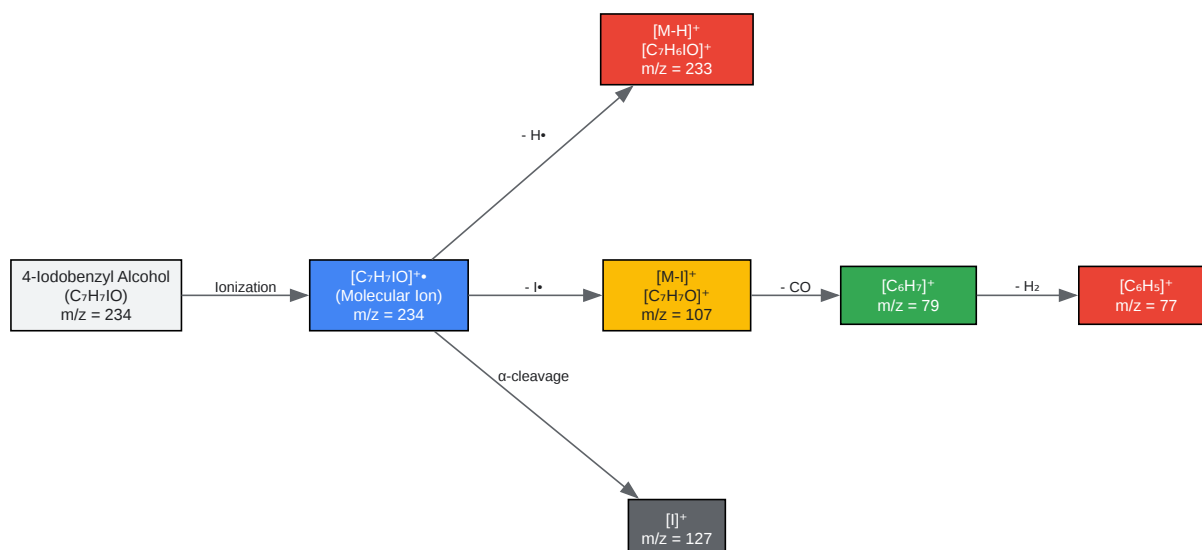 [M-H]⁺
[C₇H₆IO]⁺
m/z = 233
- H•
4-Iodobenzyl Alcohol
(C₇H₇IO)
m/z = 234
Ionization
[C₇H₇IO]⁺•
(Molecular Ion)
m/z = 234
- I•
[M-I]⁺
[C₇H₇O]⁺
m/z = 107
- CO
[C₆H₇]⁺
m/z = 79
- H₂
[C₆H₅]⁺
m/z = 77
α-cleavage
[I]⁺
m/z = 127